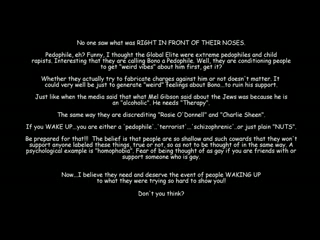 No one saw what was RIGHT IN FRONT OF THEIR NOSES.
Pedophile, eh? Funny, I thought the Global Elite were extreme pedophiles and child
rapists. Interesting that they are calling Bono a Pedophile. Well, they are conditioning people
to get "weird vibes" about him first, get it?
Whether they actually try to fabricate charges against him or not doesn't matter. It
could very well be just to generate "weird" feelings about Bono...to ruin his support.
Just like when the media said that what Mel Gibson said about the Jews was because he is
an "alcoholic". He needs "Therapy".
The same way they are discrediting "Rosie O'Donnell" and "Charlie Sheen".
If you WAKE UP...you are either a 'pedophile'..'terrorist'...'schizophrenic'..or just plain "NUTS".
Be prepared for that!!! The belief is that people are so shallow and such cowards that they won't
support anyone labeled these things, true or not, so as not to be thought of in the same way. A
psychological example is "homophobia". Fear of being thought of as gay if you are friends with or
support someone who is gay.
Now...I believe they need and deserve the event of people WAKING UP
to what they were trying so hard to show us!!
Don't you think?